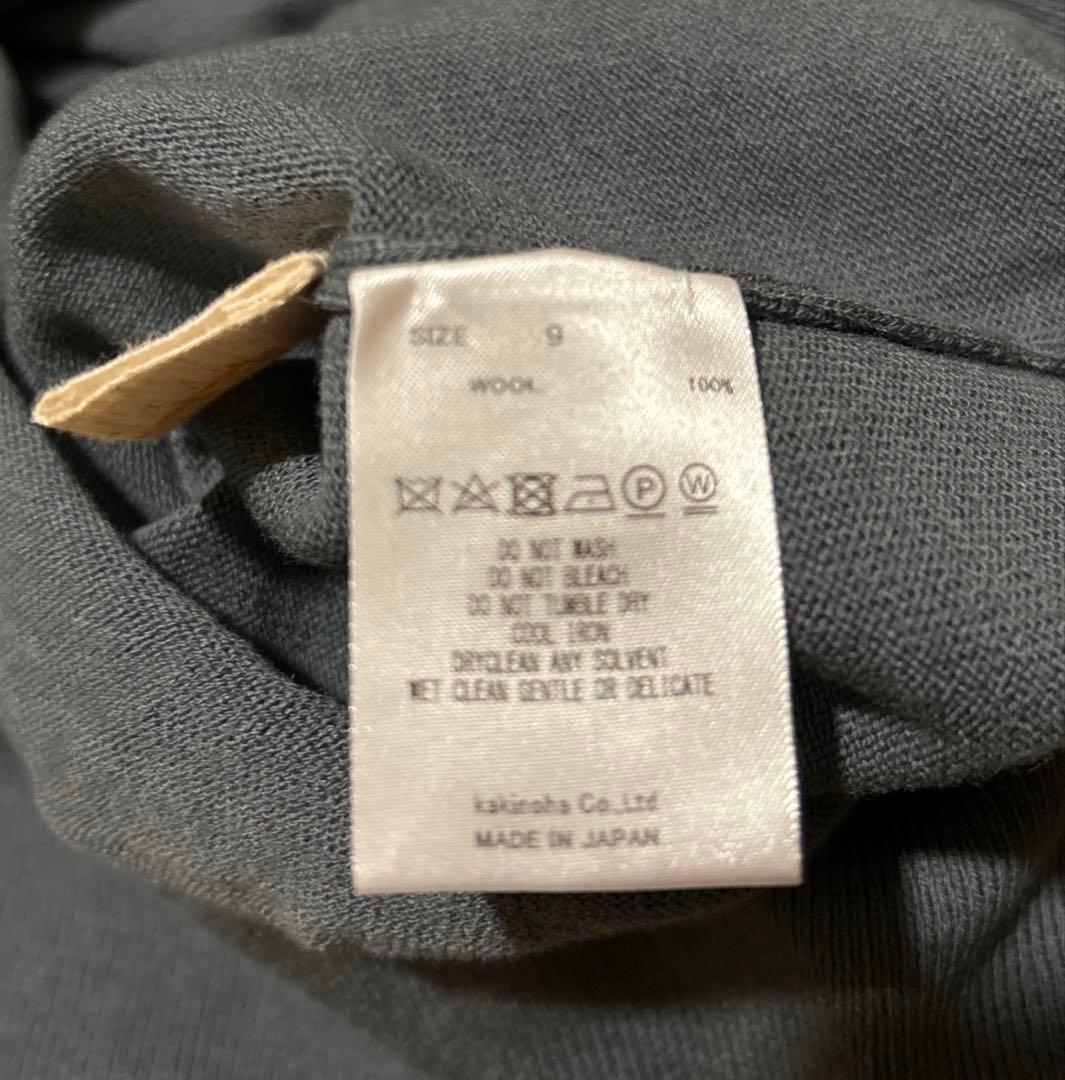 SIZE 9
WOOL 100%
P W
DO NOT WASH
DO NOT BLEACH
DO NOT TUMBLE DRY
COOL IRON
DRYCLEAN ANY SOLVENT
WET CLEAN GENTLE OR DELICATE
kakinoha Co.,Ltd
MADE IN JAPAN